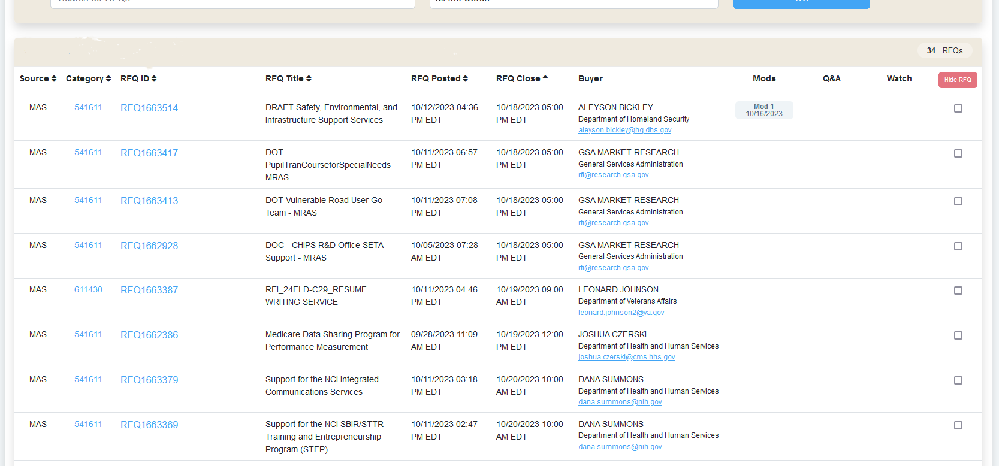 all the words
34 RFQs
Source Category RFQ ID RFQ Title RFQ Posted RFQ Close Buyer Mods Q&A Watch Hide RFQ
MAS 541611 RFQ1663514 DRAFT Safety, Environmental, and 10/12/2023 04:36 10/18/2023 05:00 ALEYSON BICKLEY Mod 1
Infrastructure Support Services PM EDT PM EDT Department of Homeland Security 10/16/2023
aleyson.bickley@hq.dhs.gov
MAS 541611 RFQ1663417 DOT - 10/11/2023 06:57 10/18/2023 05:00 GSA MARKET RESEARCH
PupilTranCourseforSpecialNeeds PM EDT PM EDT General Services Administration
MRAS rfi@research.gsa.gov
MAS 541611 RFQ1663413 DOT Vulnerable Road User Go 10/11/2023 07:08 10/18/2023 05:00 GSA MARKET RESEARCH
Team - MRAS PM EDT PM EDT General Services Administration
rfi@research.gsa.gov
MAS 541611 RFQ1662928 DOC - CHIPS R&D Office SETA 10/05/2023 07:28 10/18/2023 05:00 GSA MARKET RESEARCH
Support - MRAS AM EDT PM EDT General Services Administration
rfi@research.gsa.gov
MAS 611430 RFQ1663387 RFI_24ELD-C29_RESUME 10/11/2023 04:46 10/19/2023 09:00 LEONARD JOHNSON
WRITING SERVICE PM EDT AM EDT Department of Veterans Affairs
leonard.johnson2@va.gov
MAS 541611 RFQ1662386 Medicare Data Sharing Program for 09/28/2023 11:09 10/19/2023 12:00 JOSHUA CZERSKI
Performance Measurement AM EDT PM EDT Department of Health and Human Services
joshua.czerski@cms.hhs.gov
MAS 541611 RFQ1663379 Support for the NCI Integrated 10/11/2023 03:18 10/20/2023 10:00 DANA SUMMONS
Communications Services PM EDT AM EDT Department of Health and Human Services
dana.summons@nih.gov
MAS 541611 RFQ1663369 Support for the NCI SBIR/STTR 10/11/2023 02:47 10/20/2023 10:00 DANA SUMMONS
Training and Entrepreneurship PM EDT AM EDT Department of Health and Human Services
Program (STEP) dana.summons@nih.gov